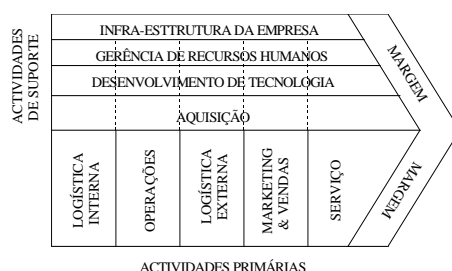 INFRA-ESTTRUTURA DA EMPRESA
GERÊNCIA DE RECURSOS HUMANOS
DESENVOLVIMENTO DE TECNOLOGIA
AQUISIÇÃO
ACTIVIDADES
DE SUPORTE
MARGEM
LOGÍSTICA
INTERNA
OPERAÇÕES
LOGÍSTICA
EXTERNA
MARKETING
& VENDAS
SERVIÇO
MARGEM
ACTIVIDADES PRIMÁRIAS